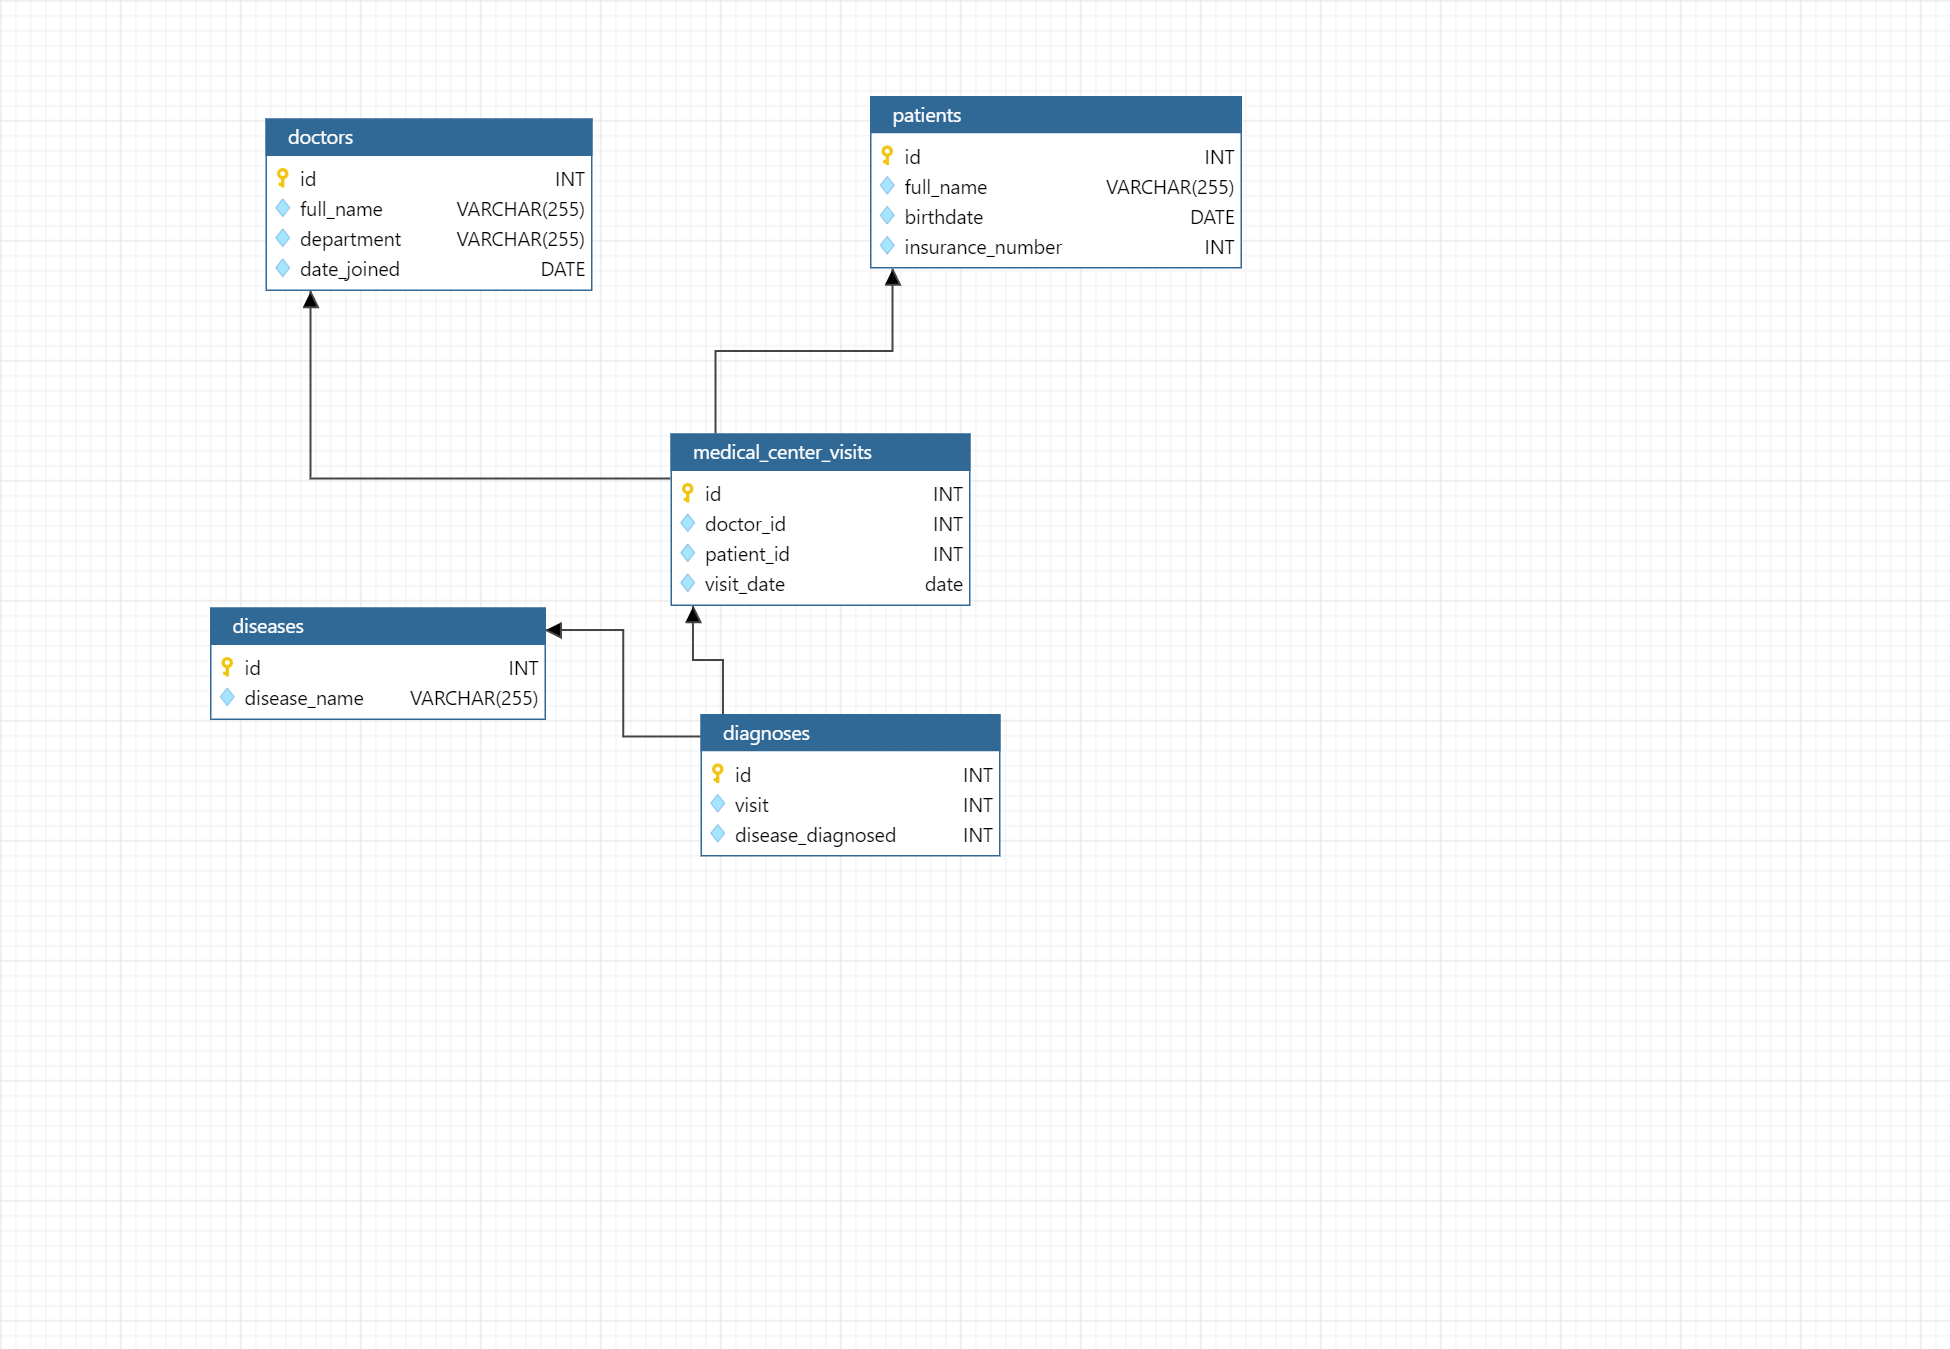 doctors
id INT
full_name VARCHAR(255)
department VARCHAR(255)
date_joined DATE
patients
id INT
full_name VARCHAR(255)
birthdate DATE
insurance_number INT
medical_center_visits
id INT
doctor_id INT
patient_id INT
visit_date date
diseases
id INT
disease_name VARCHAR(255)
diagnoses
id INT
visit INT
disease_diagnosed INT